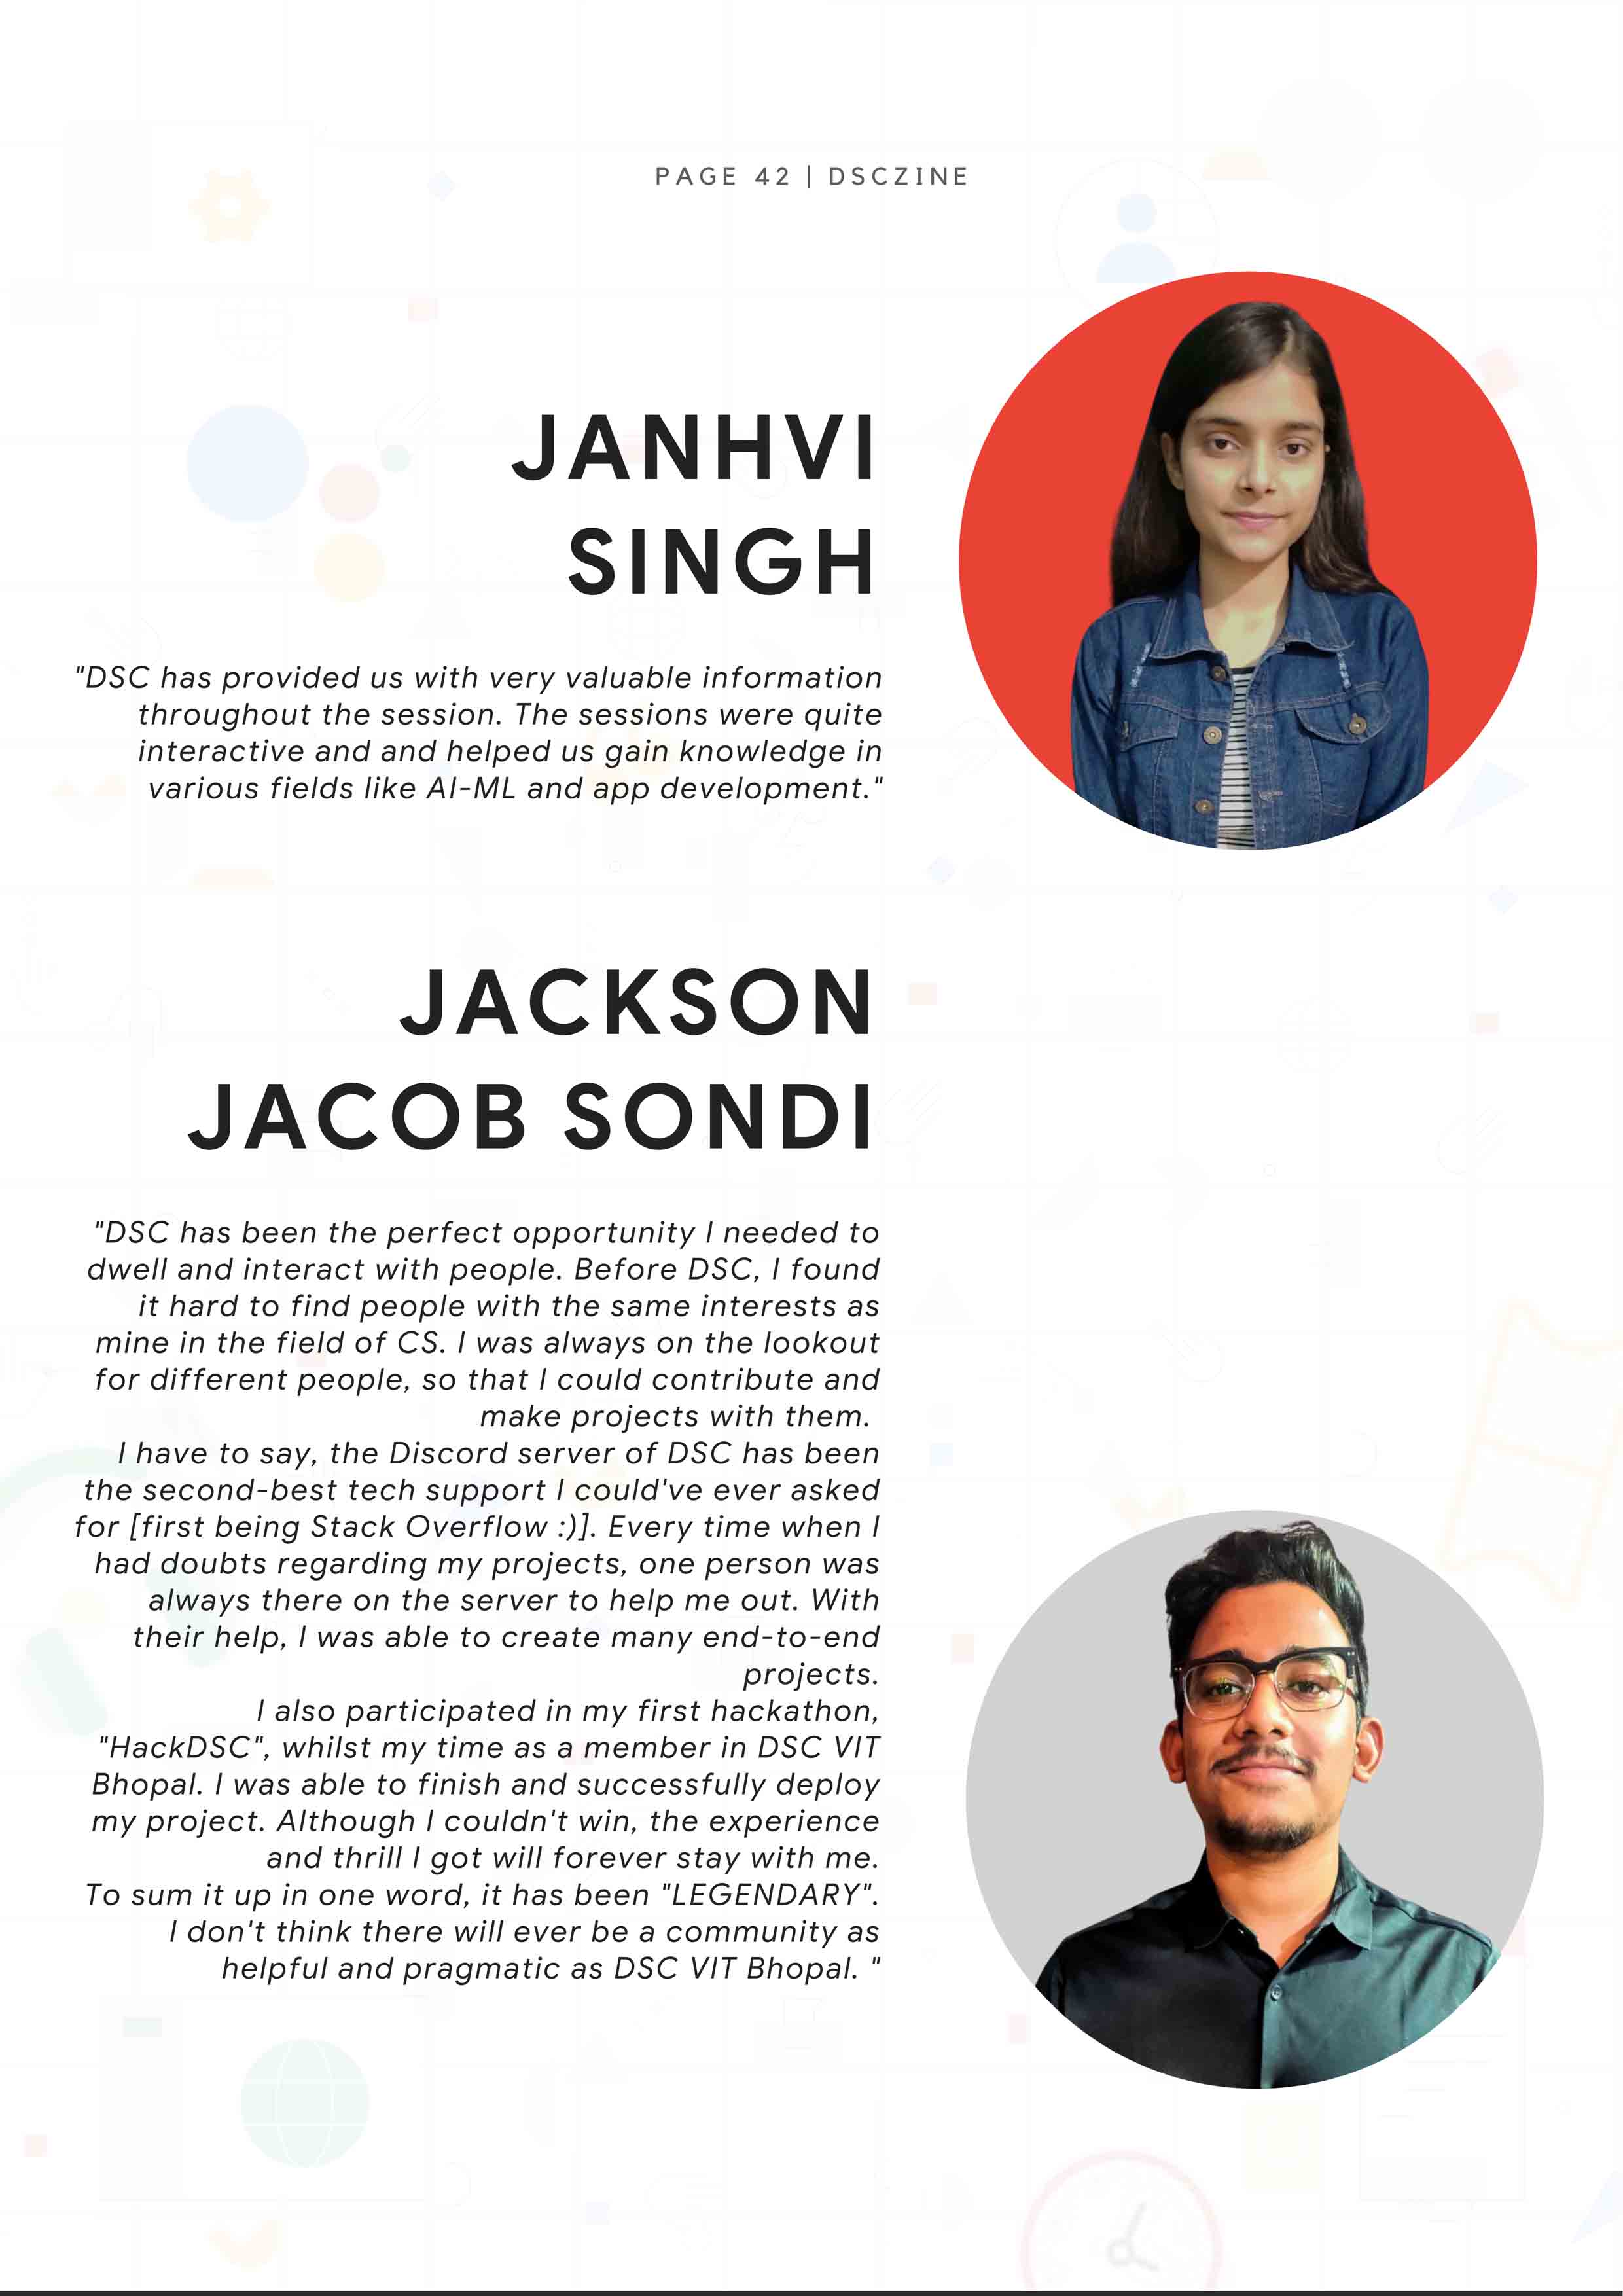 PAGE 42 | DSCZINE
JANHVI
SINGH
"DSC has provided us with very valuable information
throughout the session. The sessions were quite
interactive and and helped us gain knowledge in
various fields like AI-ML and app development."
JACKSON
JACOB SONDI
"DSC has been the perfect opportunity I needed to
dwell and interact with people. Before DSC, I found
it hard to find people with the same interests as
mine in the field of CS. I was always on the lookout
for different people, so that I could contribute and
make projects with them.
I have to say, the Discord server of DSC has been
the second-best tech support I could've ever asked
for [first being Stack Overflow :)]. Every time when I
had doubts regarding my projects, one person was
always there on the server to help me out. With
their help, I was able to create many end-to-end
projects.
I also participated in my first hackathon,
"HackDSC", whilst my time as a member in DSC VIT
Bhopal. I was able to finish and successfully deploy
my project. Although I couldn't win, the experience
and thrill I got will forever stay with me.
To sum it up in one word, it has been "LEGENDARY".
I don't think there will ever be a community as
helpful and pragmatic as DSC VIT Bhopal. "